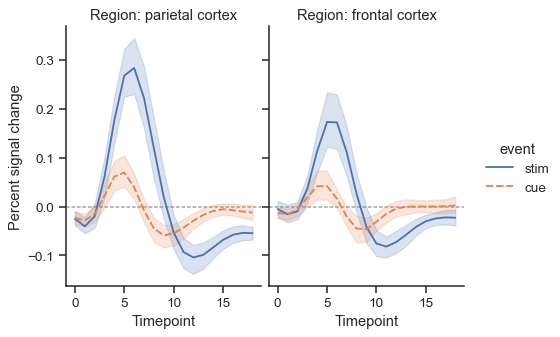 Region: parietal cortex
Region: frontal cortex
Percent signal change
0.3
0.2
0.1
0.0
−0.1
0
5
10
15
Timepoint
0
5
10
15
Timepoint
event
stim
cue